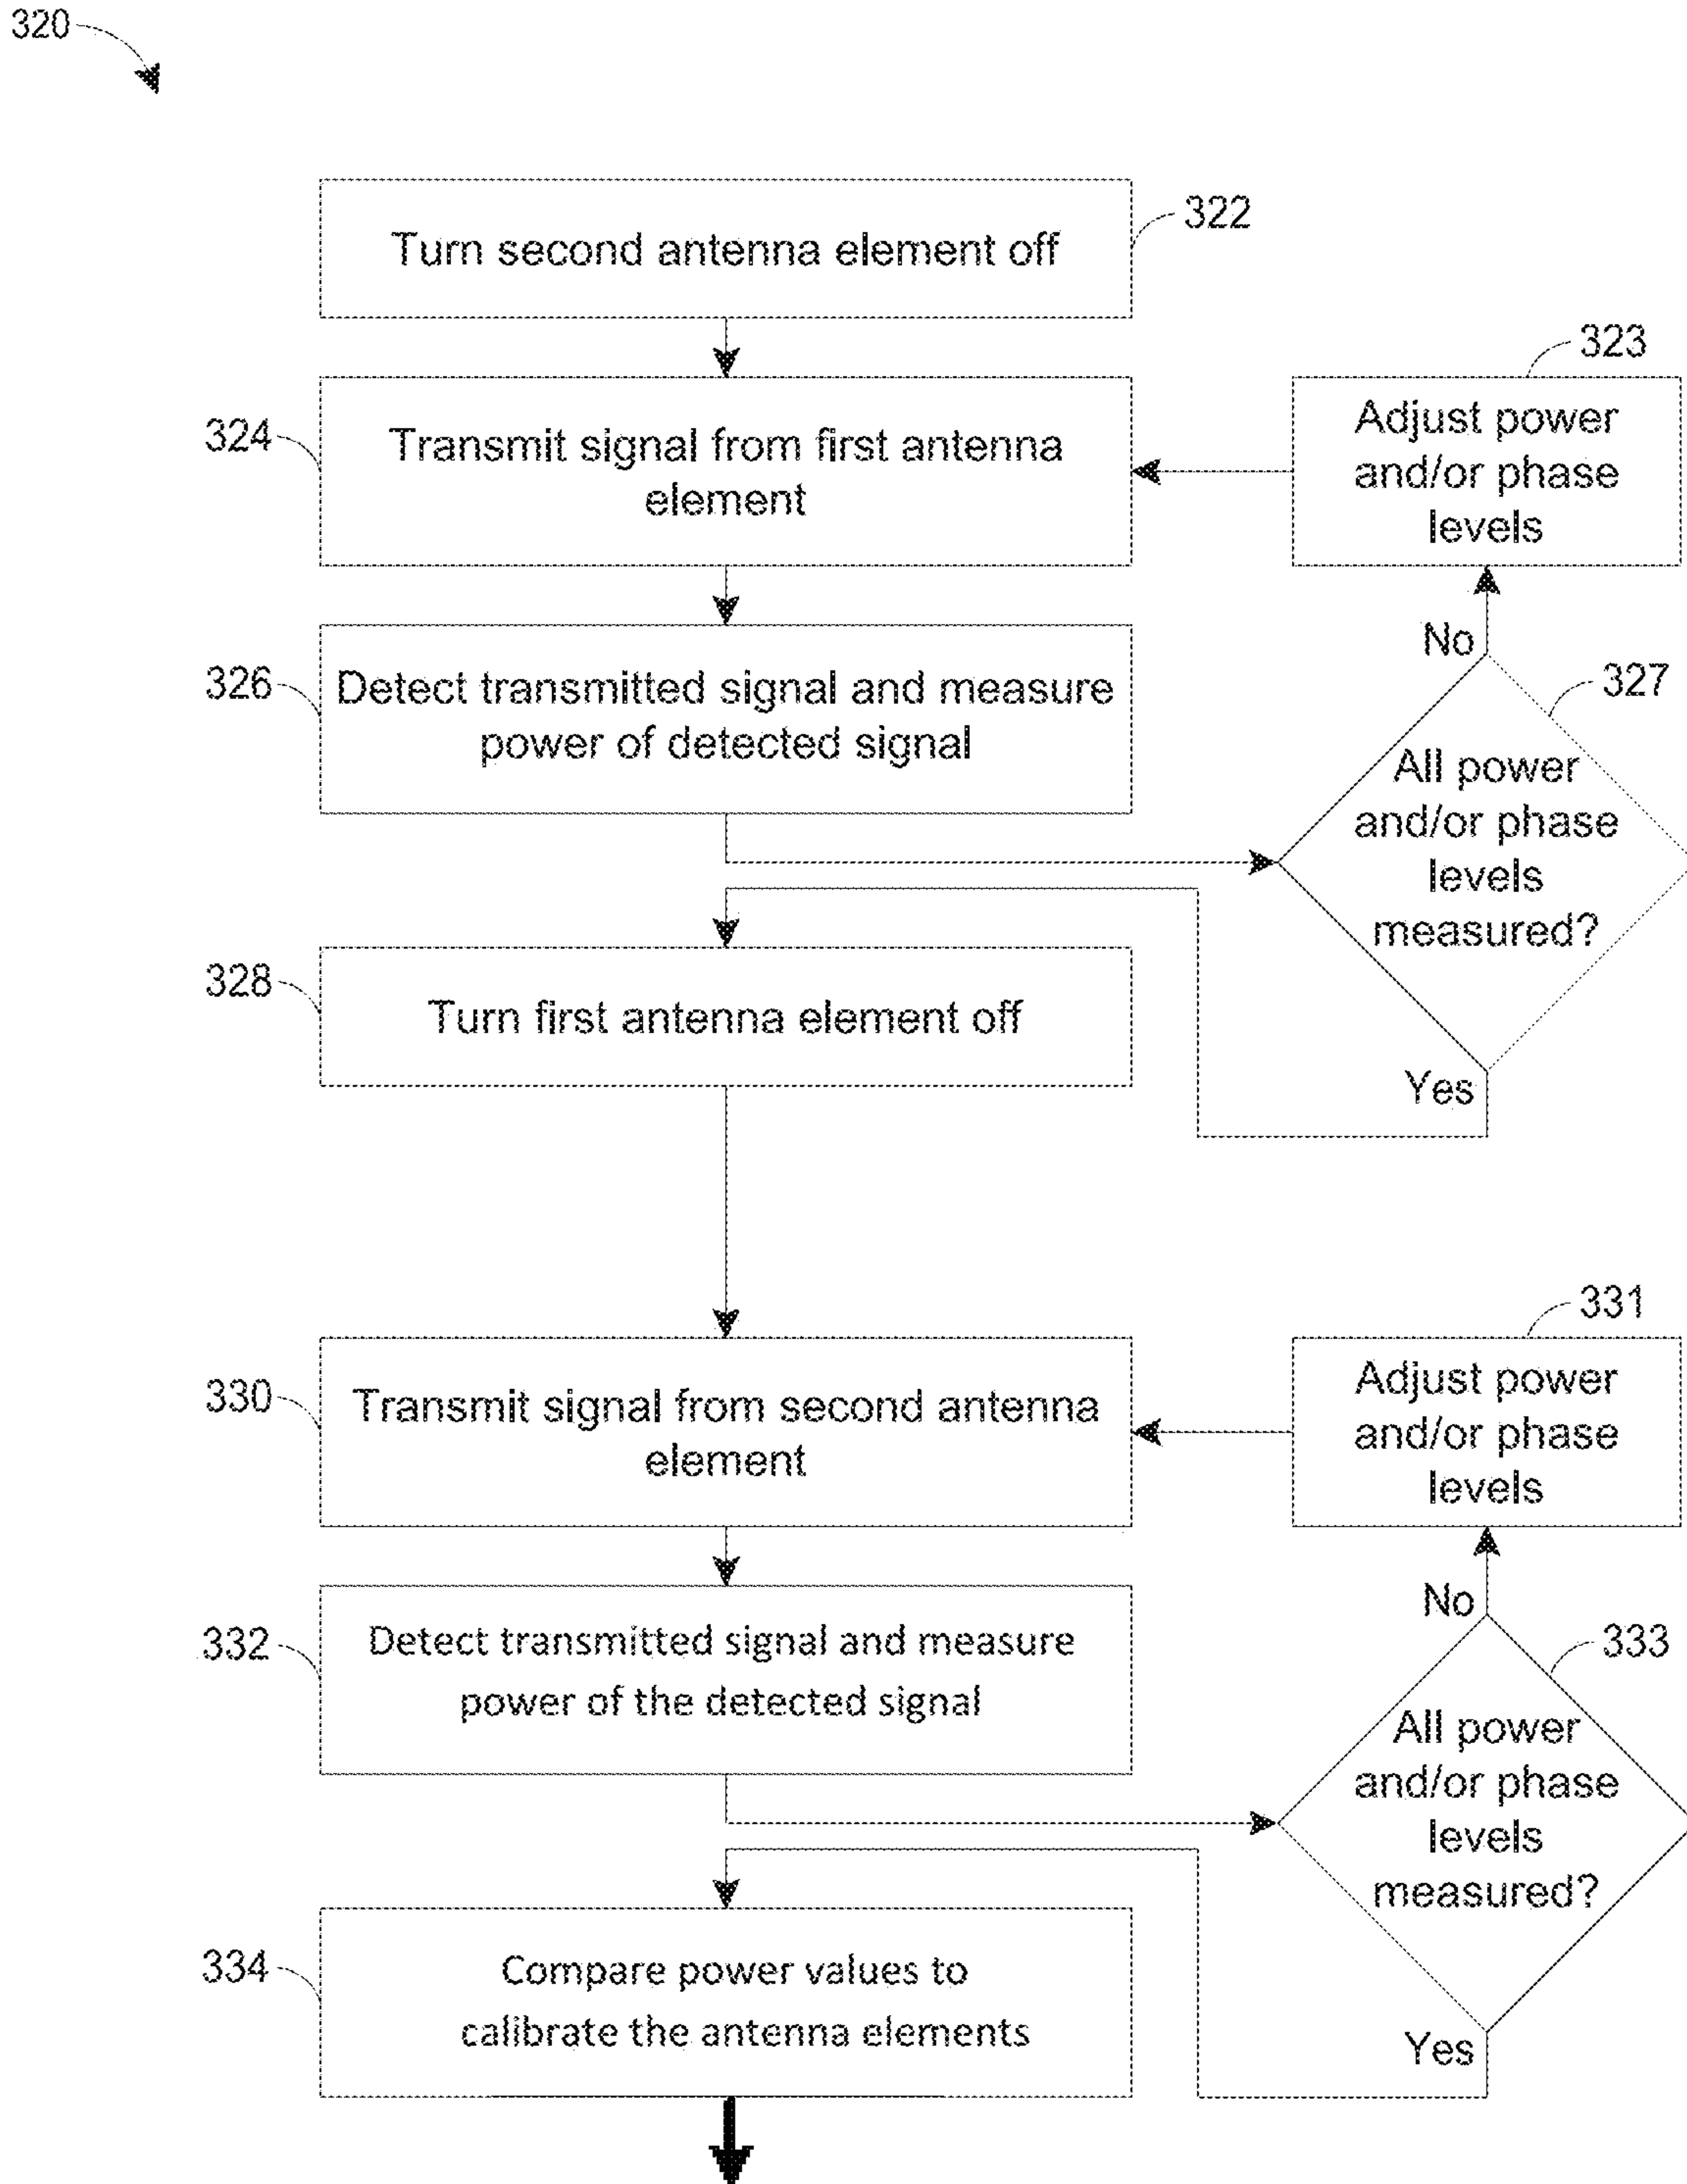 320
Turn second antenna element off
322
323
324
Transmit signal from first antenna
element
Adjust power
and/or phase
levels
No
326
Detect transmitted signal and measure
power of detected signal
327
All power
and/or phase
levels
measured?
328
Turn first antenna element off
Yes
331
330
Transmit signal from second antenna
element
Adjust power
and/or phase
levels
No
332
Detect transmitted signal and measure
power of the detected signal
333
All power
and/or phase
levels
measured?
334
Compare power values to
calibrate the antenna elements
Yes